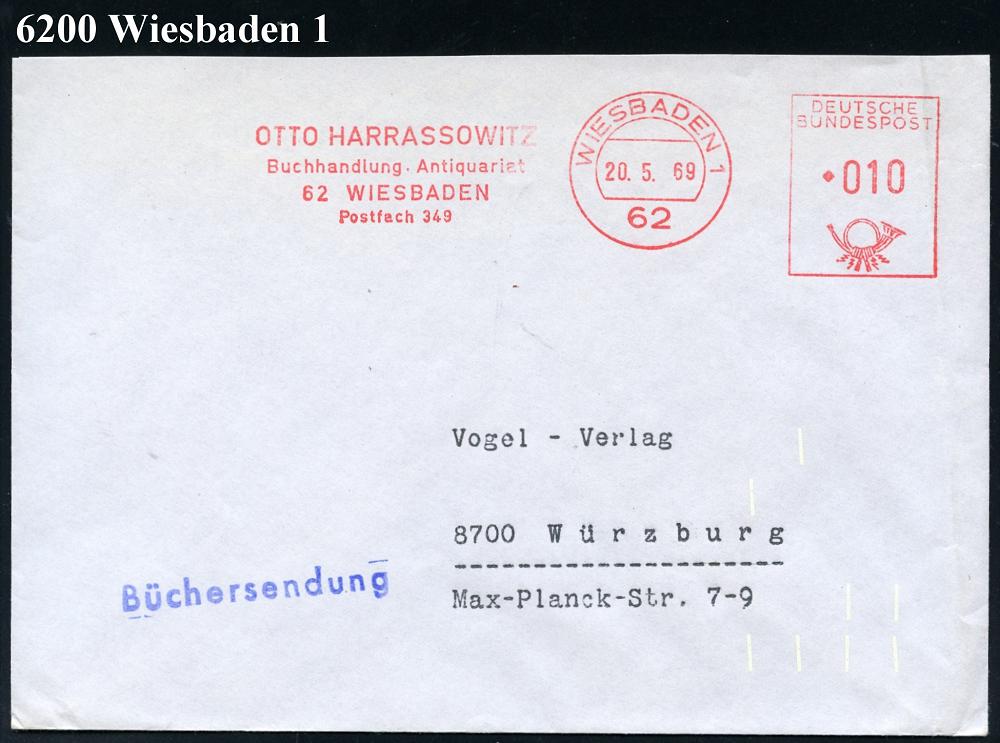 6200 Wiesbaden 1
OTTO HARRASSOWITZ
Buchhandlung. Antiquariat
62 WIESBADEN
Postfach 349
WIESBADEN 1
20. 5. 69
62
DEUTSCHE
BUNDESPOST
010
Vogel - Verlag
8700 Würzburg
Max-Planck-Str. 7-9
Büchersendung